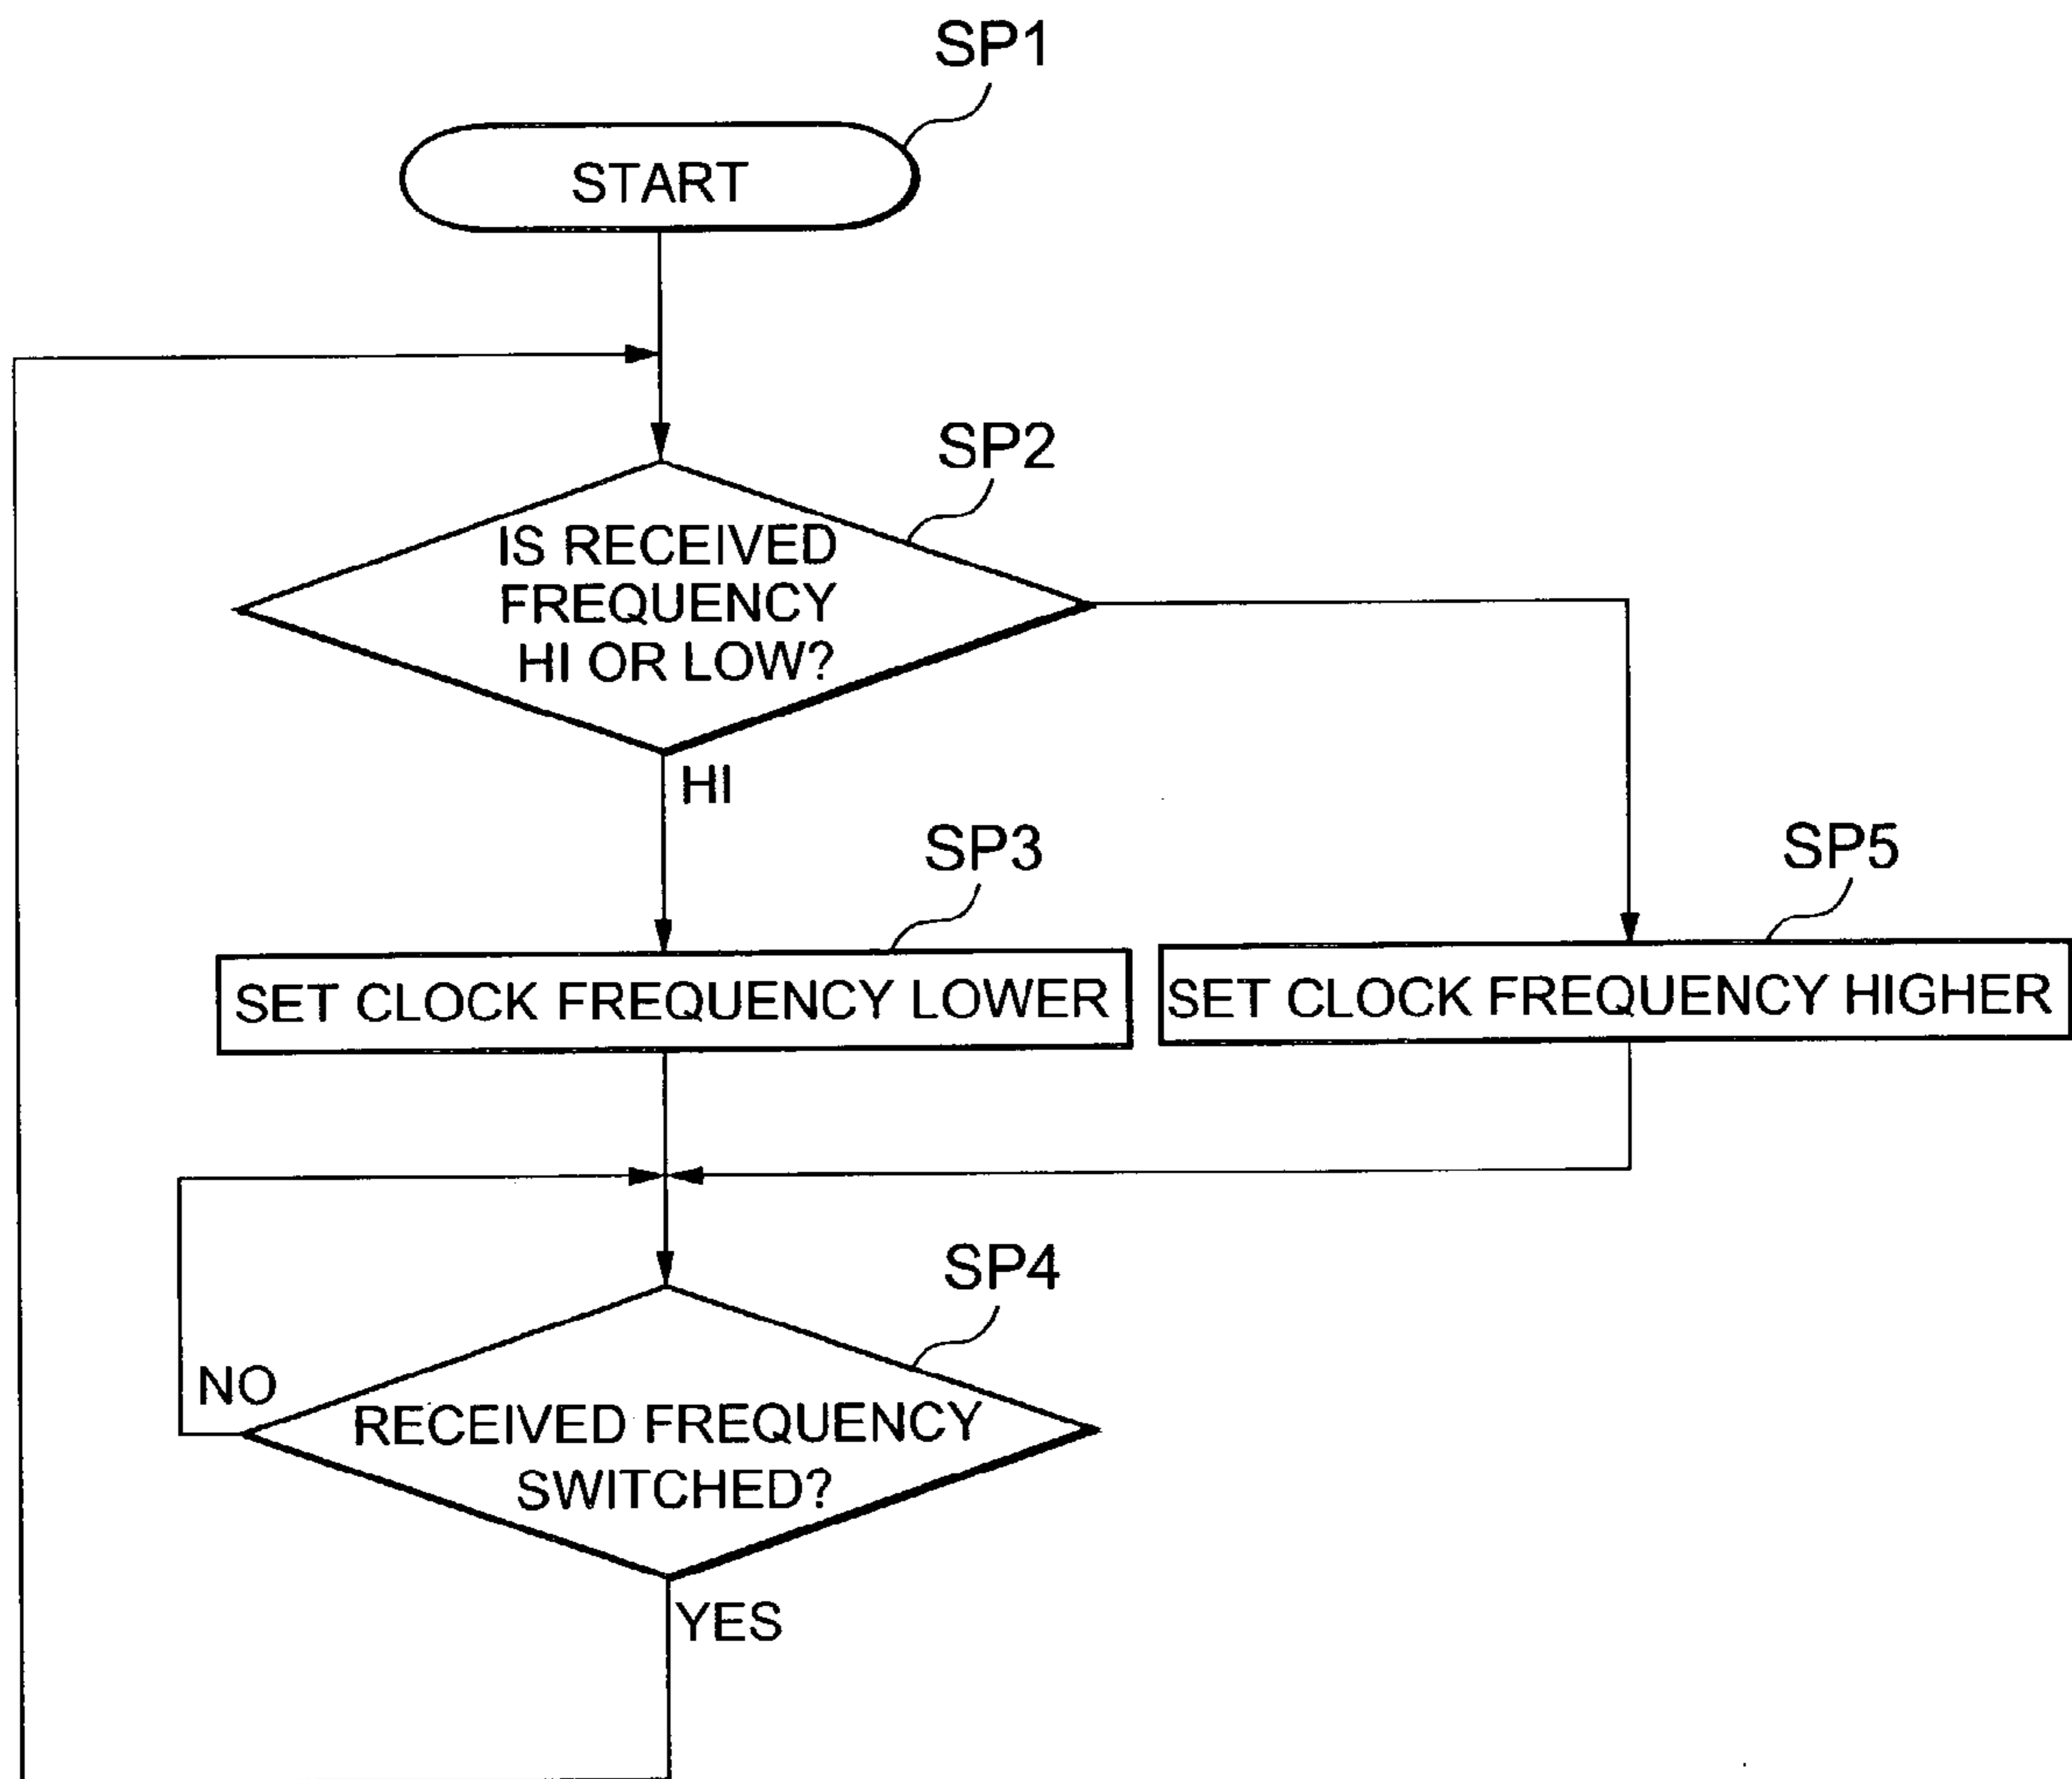 SP1
START
SP2
IS RECEIVED
FREQUENCY
HI OR LOW?
HI
SP3
SET CLOCK FREQUENCY LOWER
SP5
SET CLOCK FREQUENCY HIGHER
SP4
NO
RECEIVED FREQUENCY
SWITCHED?
YES